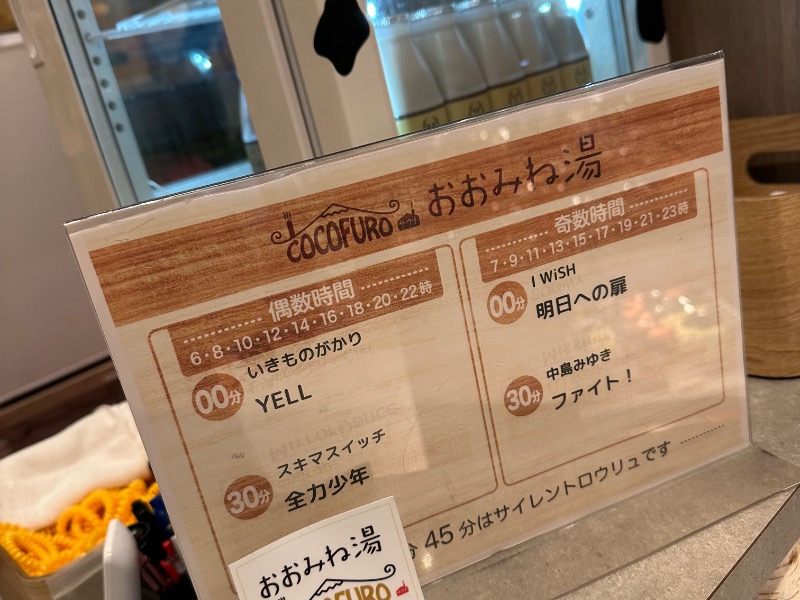 COCOFURO おおみね湯
偶数時間
6・8・10・12・14・16・18・20・22時
00分 いきものがかり
YELL
30分 スキマスイッチ
全力少年
奇数時間
7・9・11・13・15・17・19・21・23時
00分 I WiSH
明日への扉
30分 中島みゆき
ファイト！
分 45分はサイレントロウリュです
おおみね湯
COCOFURO